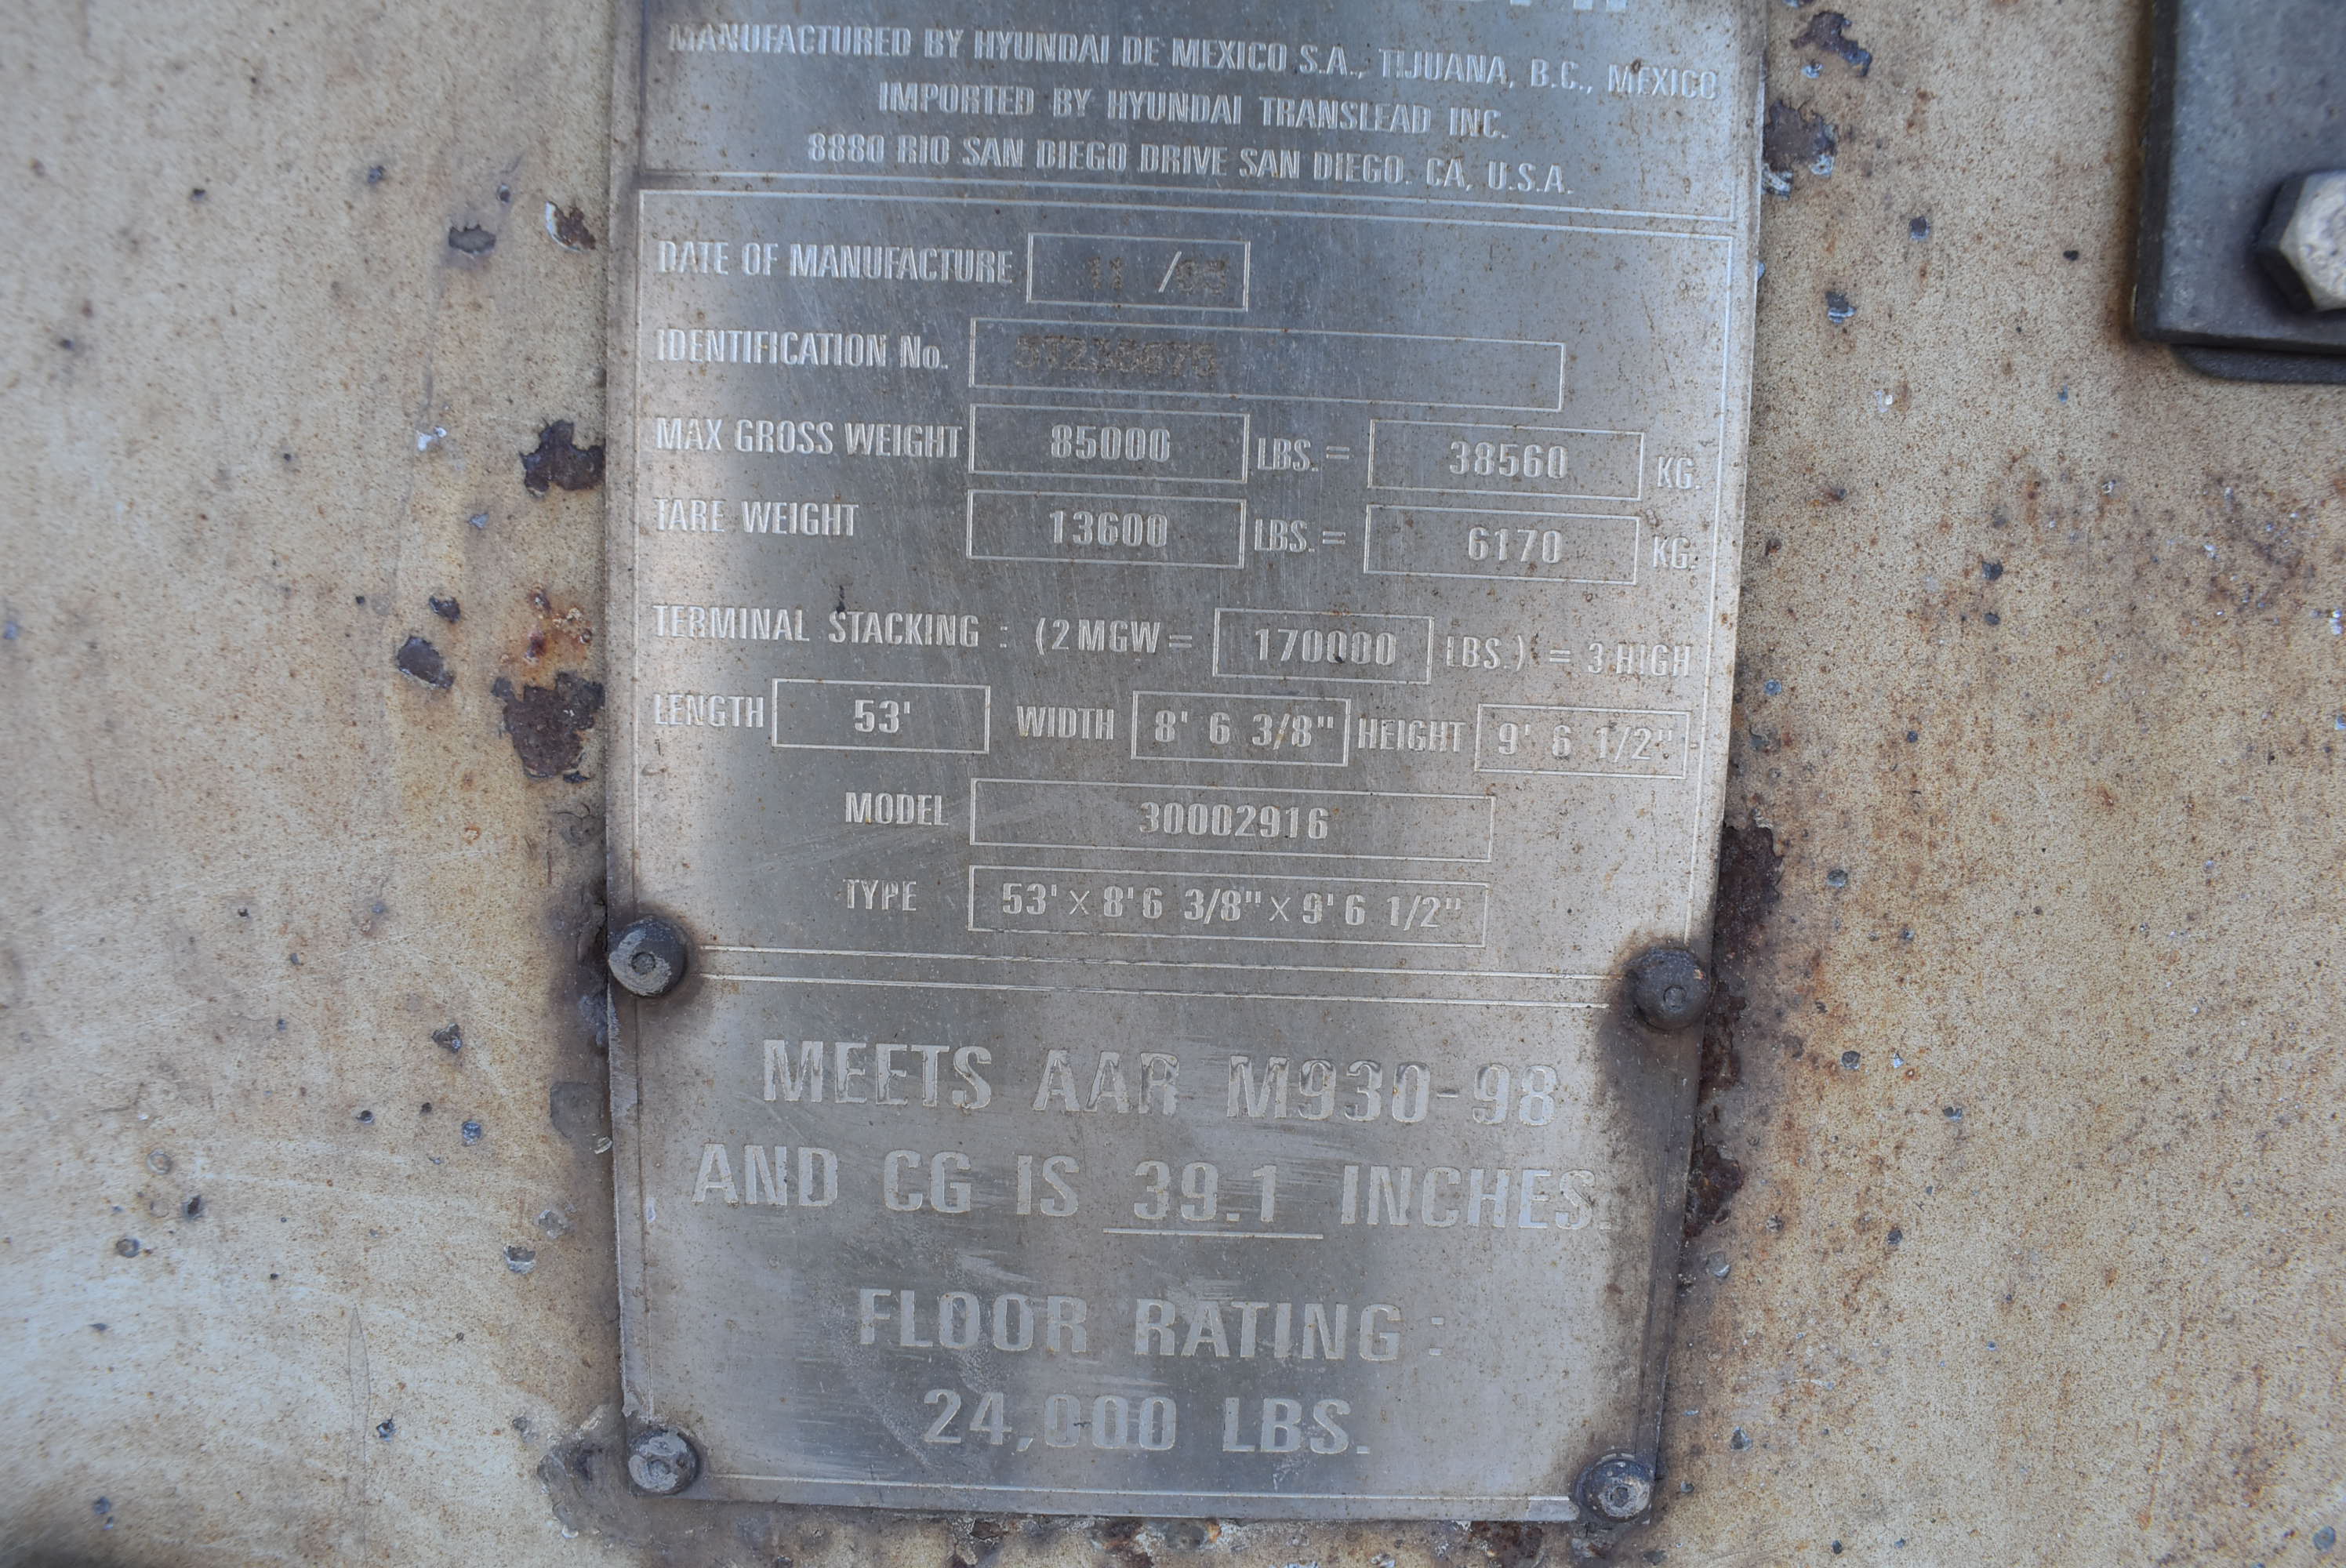 MANUFACTURED BY HYUNDAI DE MEXICO S.A., TIJUANA, B.C., MEXICO
IMPORTED BY HYUNDAI TRANSLEAD INC.
8880 RIO SAN DIEGO DRIVE SAN DIEGO. CA, U.S.A.
DATE OF MANUFACTURE 11 /
IDENTIFICATION No.
MAX GROSS WEIGHT 85000 LBS. = 38560 KG.
TARE WEIGHT 13600 LBS. = 6170 KG.
TERMINAL STACKING : (2 MGW = 170000 LBS.) = 3 HIGH
LENGTH 53' WIDTH 8' 6 3/8" HEIGHT 9' 6 1/2"
MODEL 30002916
TYPE 53' X 8'6 3/8" X 9'6 1/2"
MEETS AAR M930-98
AND CG IS 39.1 INCHES.
FLOOR RATING :
24,000 LBS.